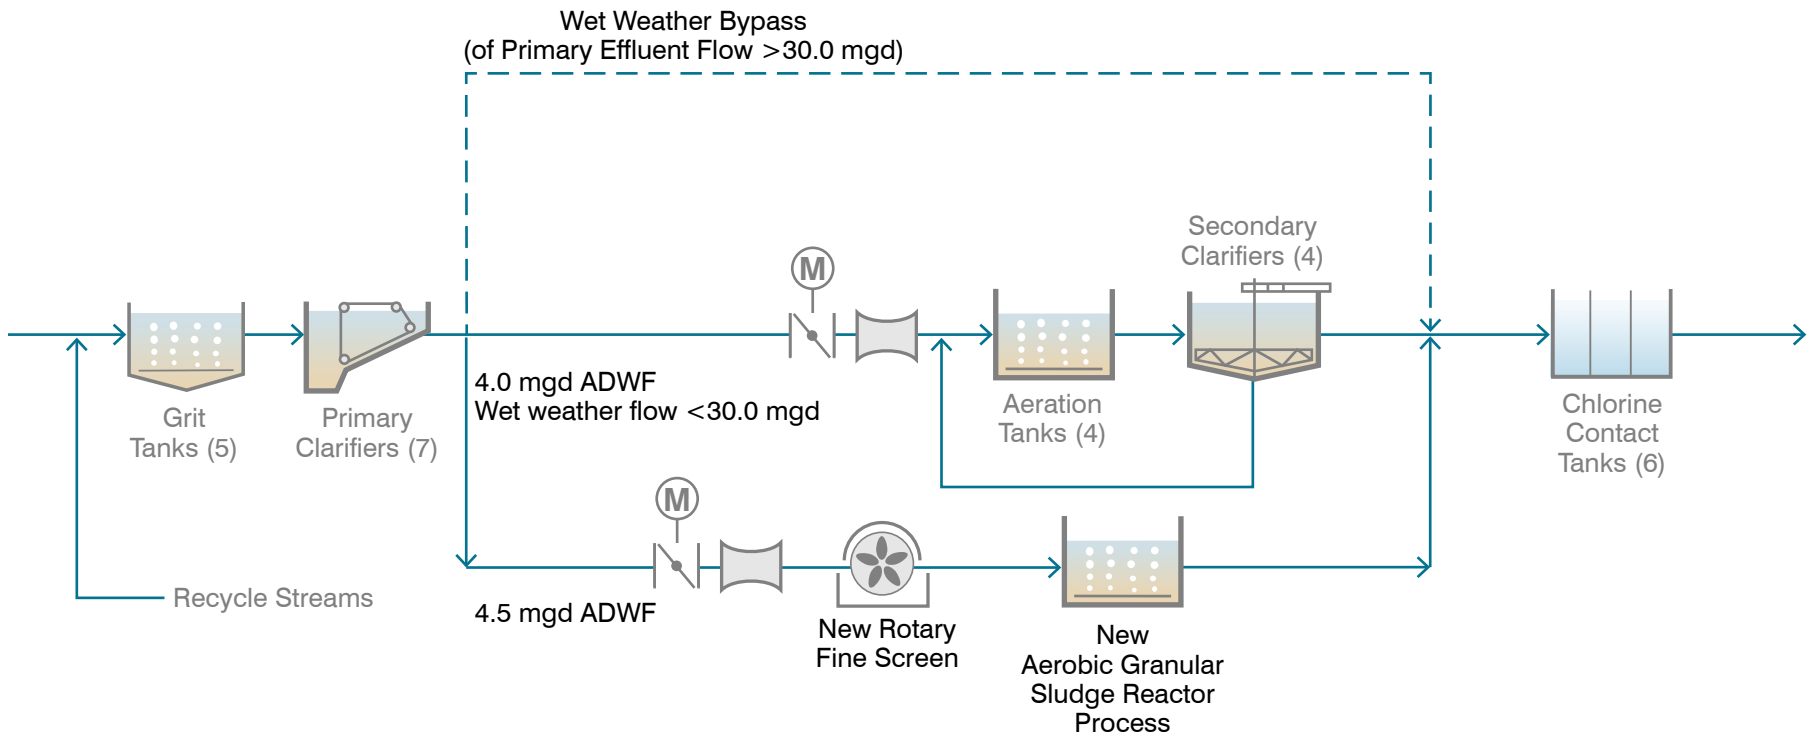 Wet Weather Bypass
(of Primary Effluent Flow >30.0 mgd)
Secondary
Clarifiers (4)
M
4.0 mgd ADWF
Wet weather flow <30.0 mgd
Grit
Tanks (5)
Primary
Clarifiers (7)
Aeration
Tanks (4)
Chlorine
Contact
Tanks (6)
M
Recycle Streams
4.5 mgd ADWF
New Rotary
Fine Screen
New
Aerobic Granular
Sludge Reactor
Process